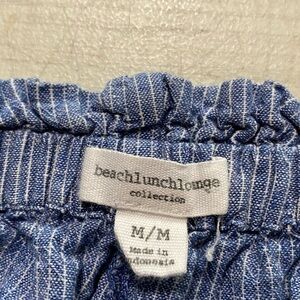 beachlunchlounge
collection
M/M
Made in
Indonesia